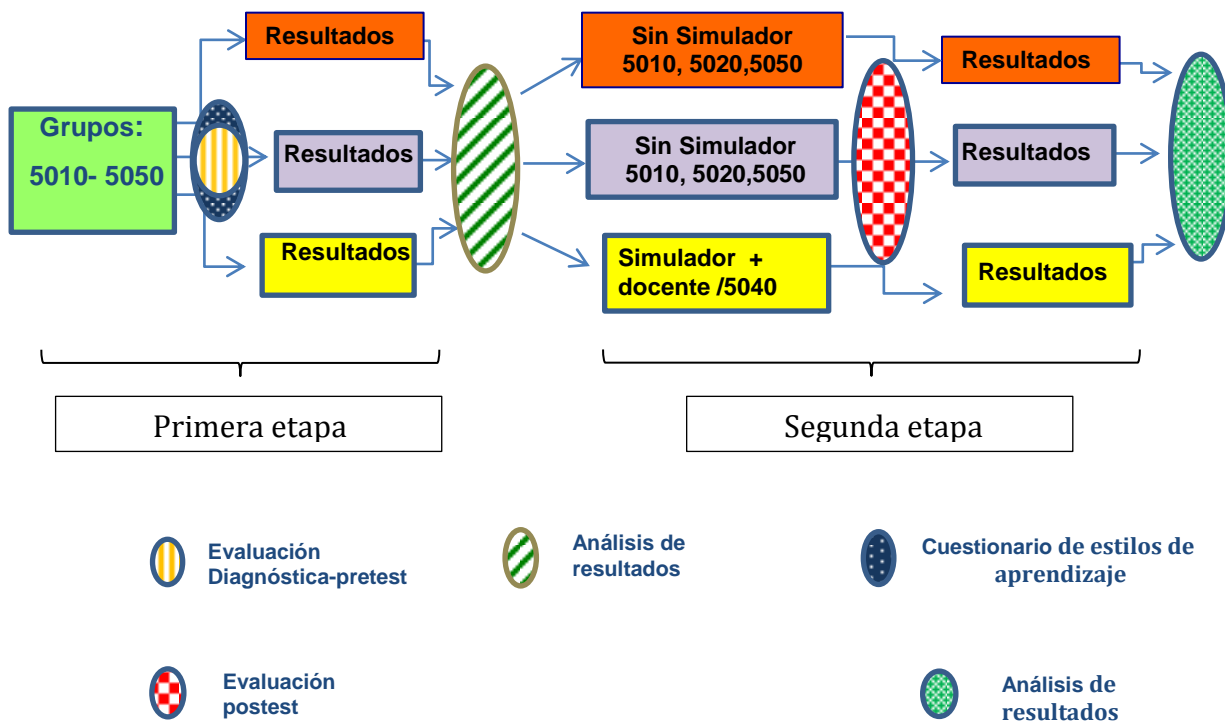 Resultados
Sin Simulador
5010, 5020,5050
Resultados
Grupos:
5010- 5050
Resultados
Sin Simulador
5010, 5020,5050
Resultados
Resultados
Simulador +
docente /5040
Resultados
Primera etapa
Segunda etapa
Evaluación
Diagnóstica-pretest
Análisis de
resultados
Cuestionario de estilos de
aprendizaje
Evaluación
postest
Análisis de
resultados